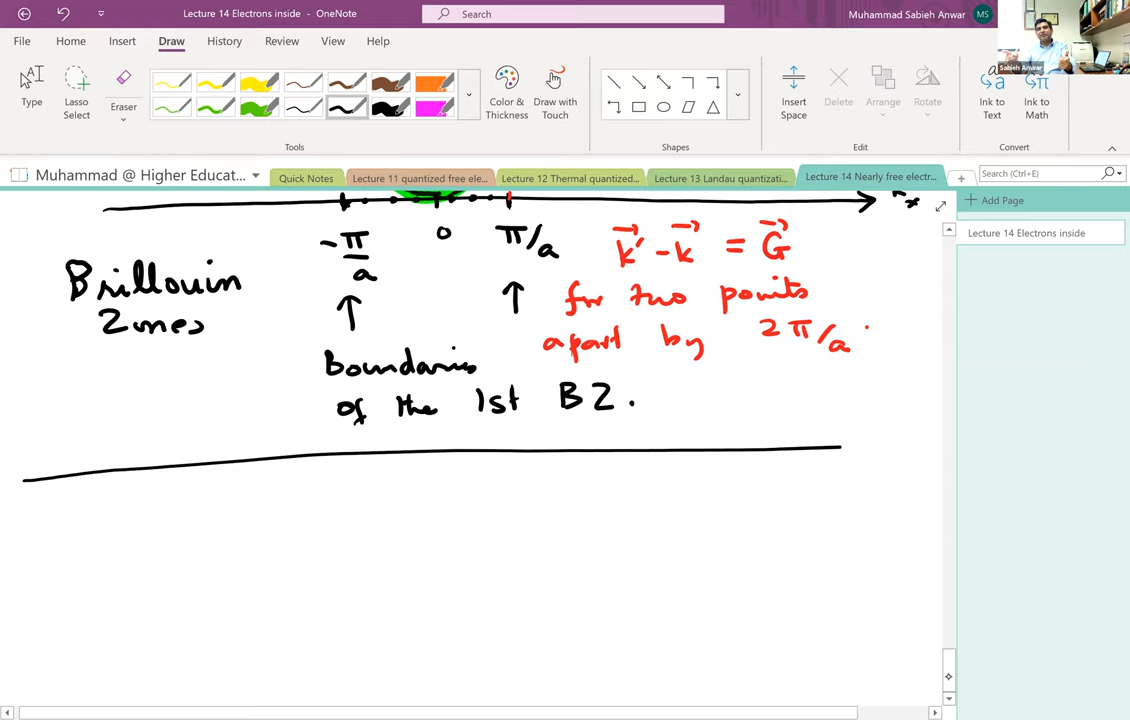 Lecture 14 Electrons inside - OneNote
Search
Muhammad Sabieh Anwar
MS
File
Home
Insert
Draw
History
Review
View
Help
Sabieh Anwar
Type
Lasso Select
Eraser
Color & Thickness
Draw with Touch
Insert Space
Delete
Arrange
Rotate
Ink to Text
Ink to Math
Tools
Shapes
Edit
Convert
Muhammad @ Higher Educat...
Quick Notes
Lecture 11 quantized free ele...
Lecture 12 Thermal quantized...
Lecture 13 Landau quantizati...
Lecture 14 Nearly free electr...
Search (Ctrl+E)
Add Page
Lecture 14 Electrons inside
-π/a
0
π/a
k' - k = G
for two points
apart by 2π/a
Brillouin
Zones
Boundaries
of the 1st BZ.